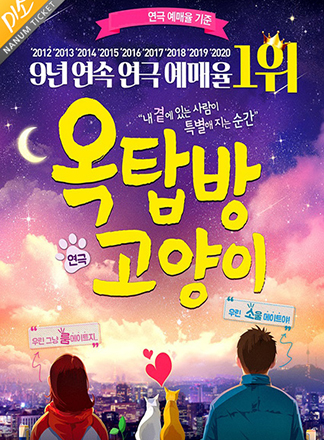 미소
NANUM TICKET
연극 예매율 기준
'2012 '2013 '2014 '2015 '2016 '2017 '2018 '2019 '2020
9년 연속 연극 예매율 1위
"내 곁에 있는 사람이
특별해 지는 순간"
옥탑방
연극
고양이
"우린 소울 메이트야!"
"우린 그냥 룸메이트지..."